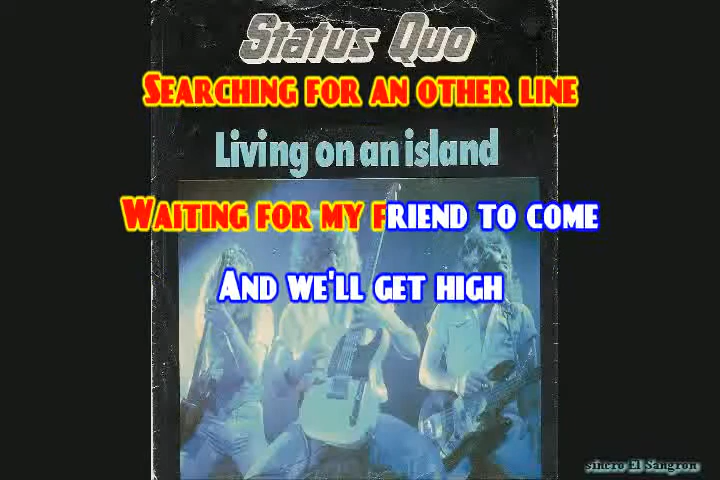 Status Quo
Searching for an other line
Living on an island
Waiting for my friend to come
And we'll get high
sincro El Sangron